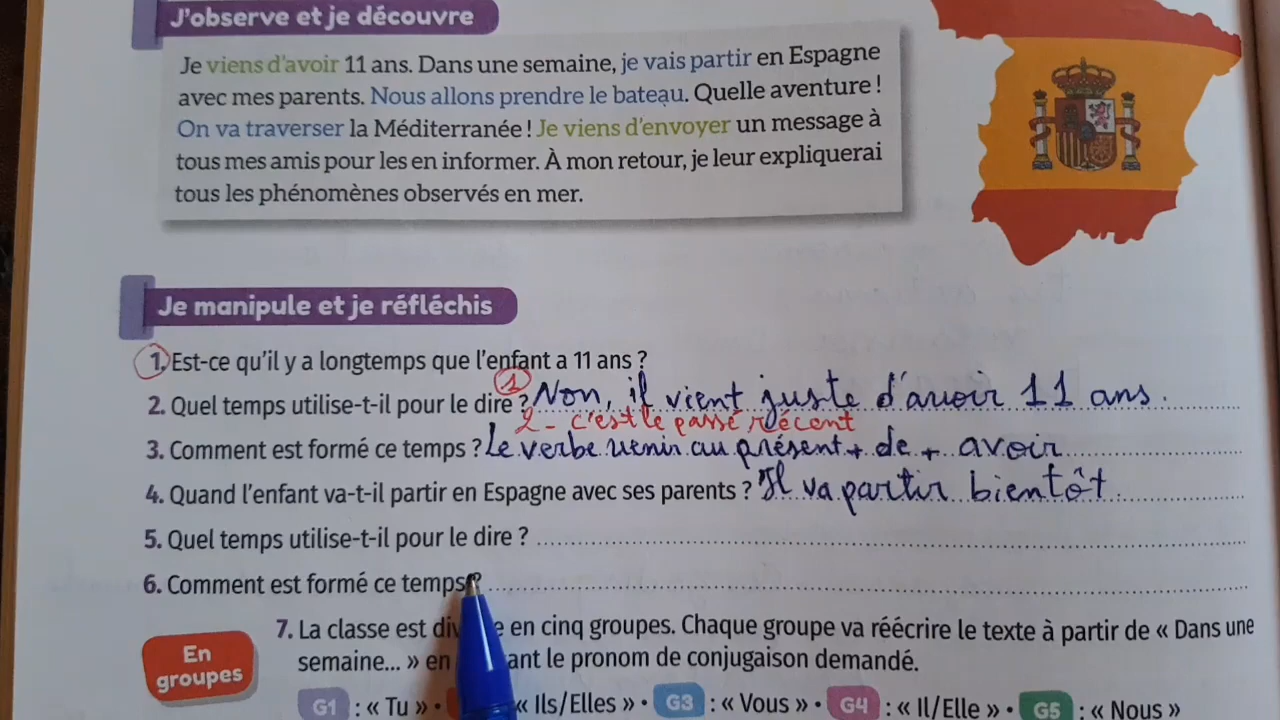 J'observe et je découvre
Je viens d'avoir 11 ans. Dans une semaine, je vais partir en Espagne
avec mes parents. Nous allons prendre le bateau. Quelle aventure !
On va traverser la Méditerranée ! Je viens d'envoyer un message à
tous mes amis pour les en informer. À mon retour, je leur expliquerai
tous les phénomènes observés en mer.
Je manipule et je réfléchis
1. Est-ce qu'il y a longtemps que l'enfant a 11 ans ?
2. Quel temps utilise-t-il pour le dire ? 1 Non, il vient juste d'avoir 11 ans.
2 - c'est le passé récent
3. Comment est formé ce temps ? Le verbe venir au présent + de + avoir
4. Quand l'enfant va-t-il partir en Espagne avec ses parents ? Il va partir bientôt.
5. Quel temps utilise-t-il pour le dire ?
6. Comment est formé ce temps ?
7. La classe est en cinq groupes. Chaque groupe va réécrire le texte à partir de « Dans une
semaine... » en le pronom de conjugaison demandé.
En
groupes
G1 : « Tu » • « Ils/Elles » • G3 : « Vous » • G4 : « Il/Elle » • G5 : « Nous »